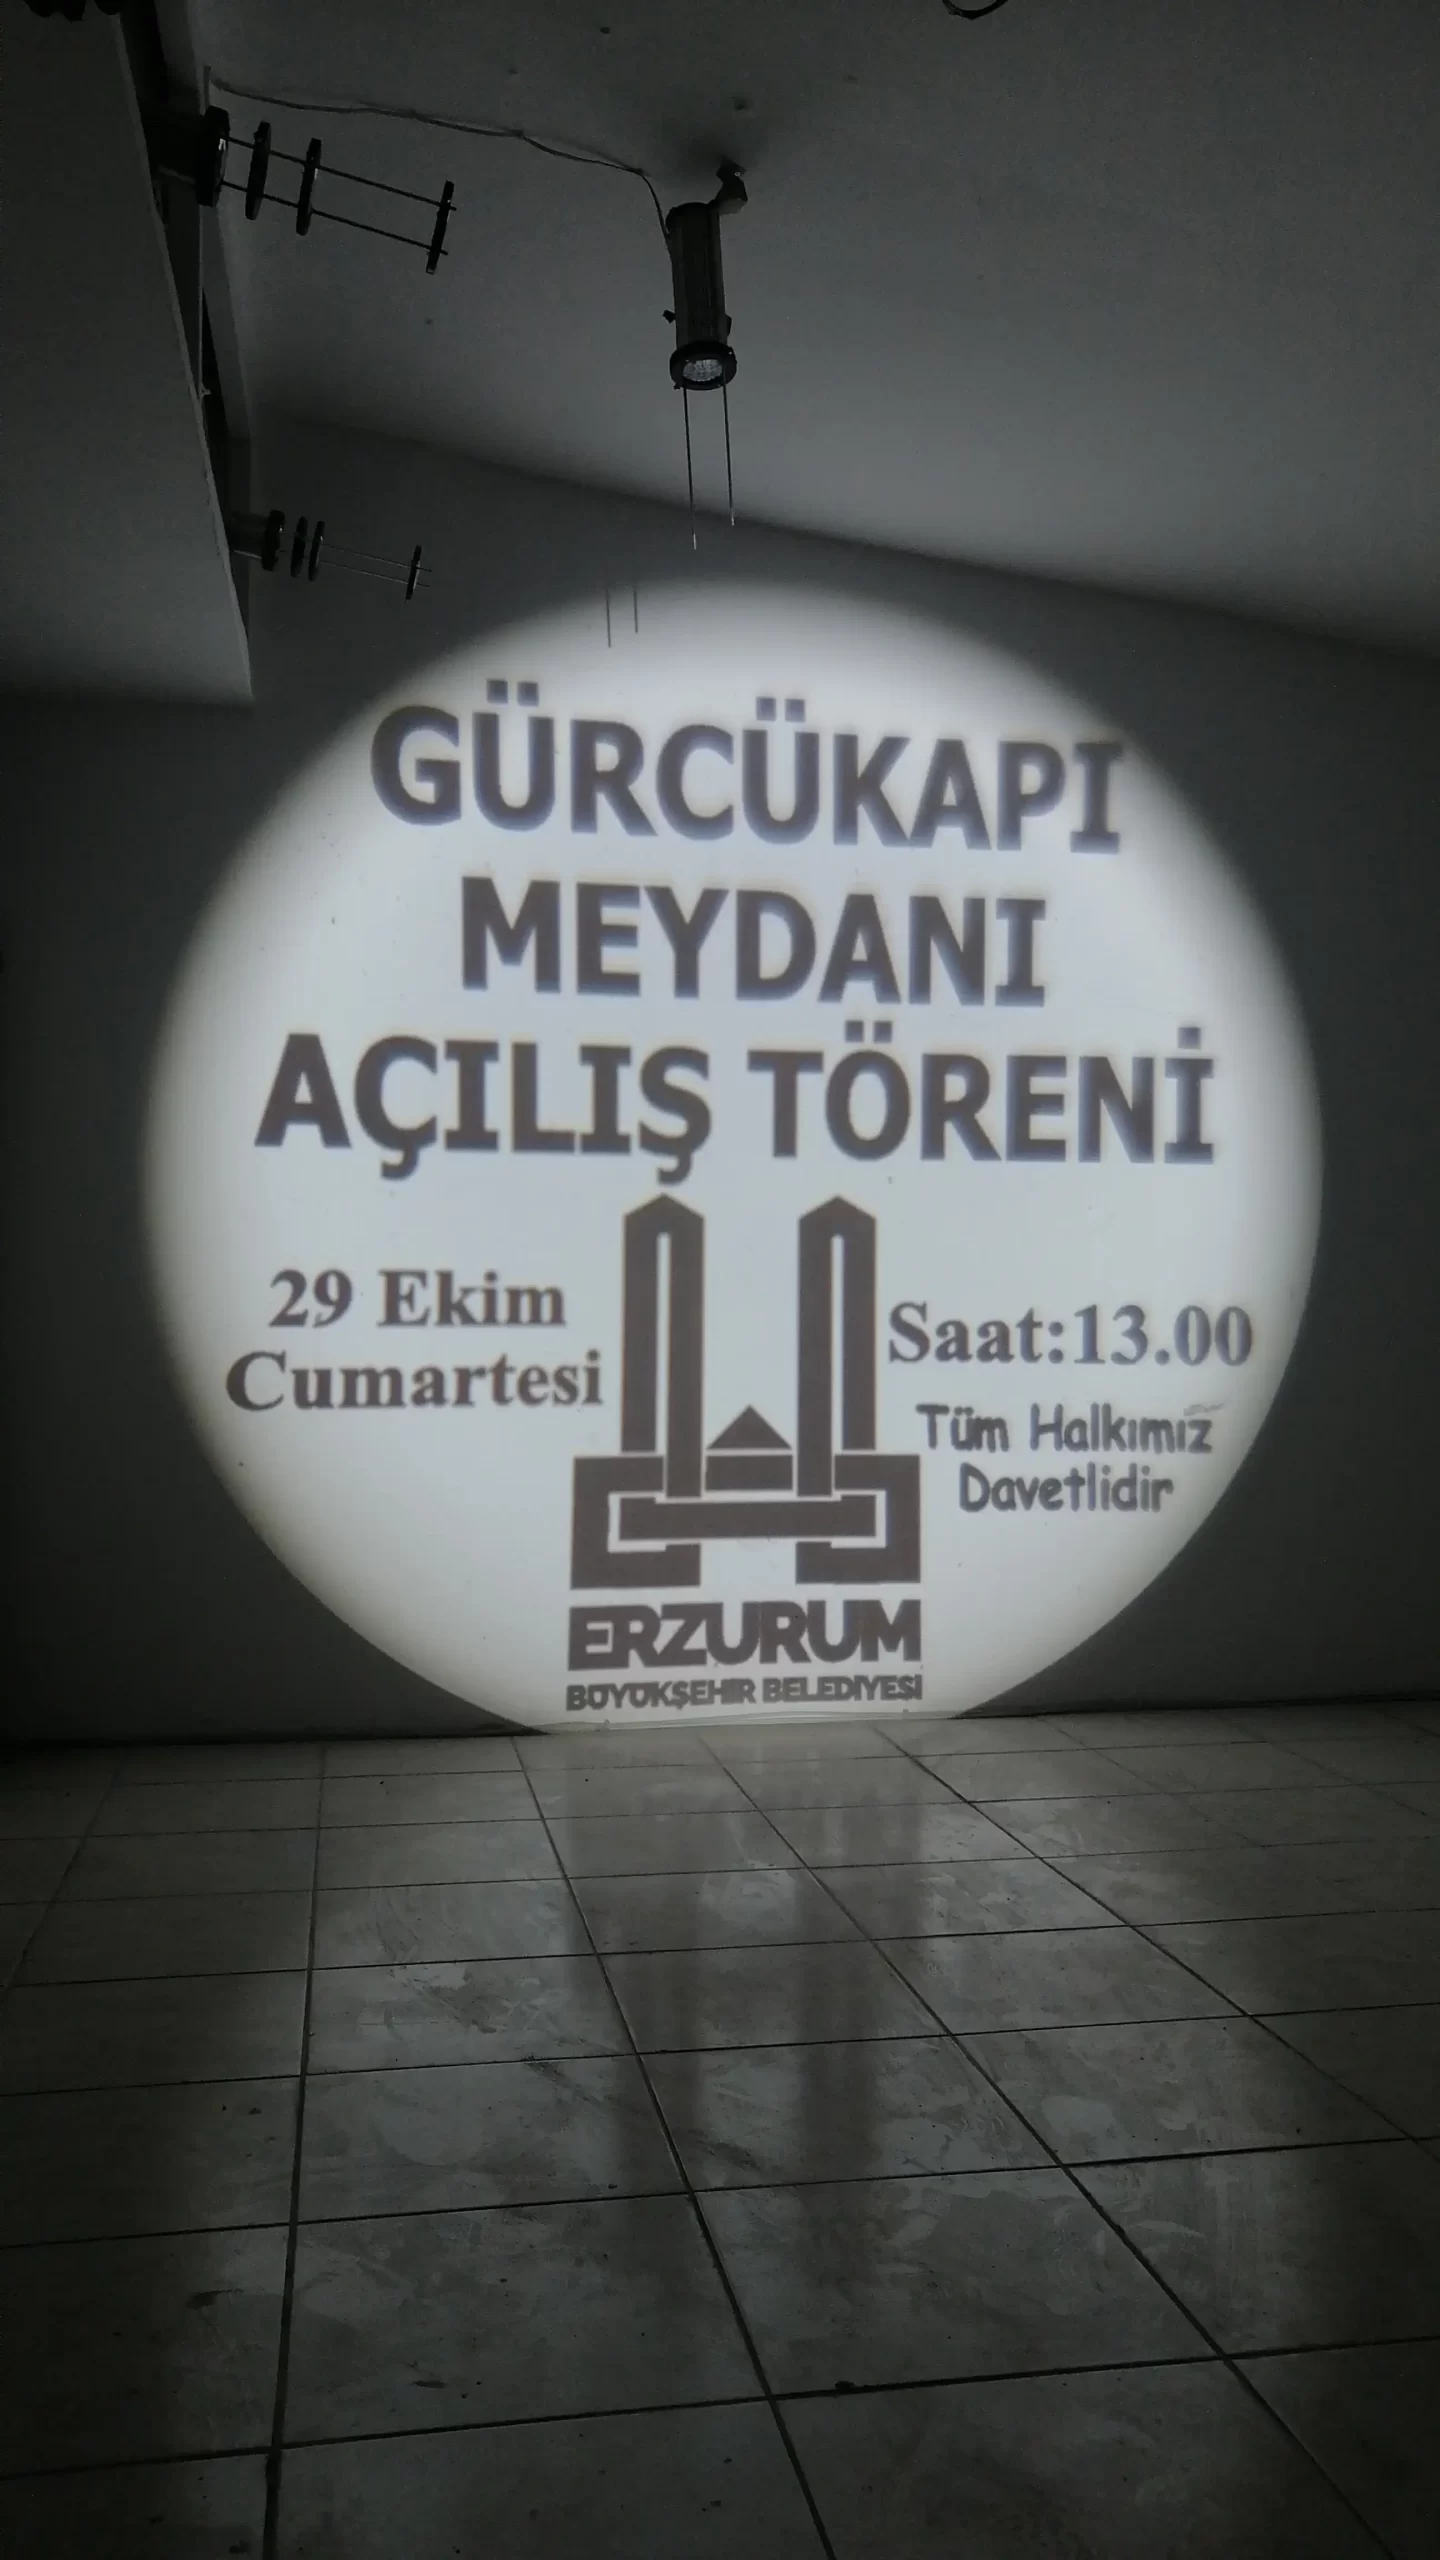 GÜRCÜKAPI
MEYDANI
AÇILIŞ TÖRENİ
29 Ekim
Cumartesi
Saat:13.00
Tüm Halkımız
Davetlidir
ERZURUM
BÜYÜKŞEHİR BELEDİYESİ